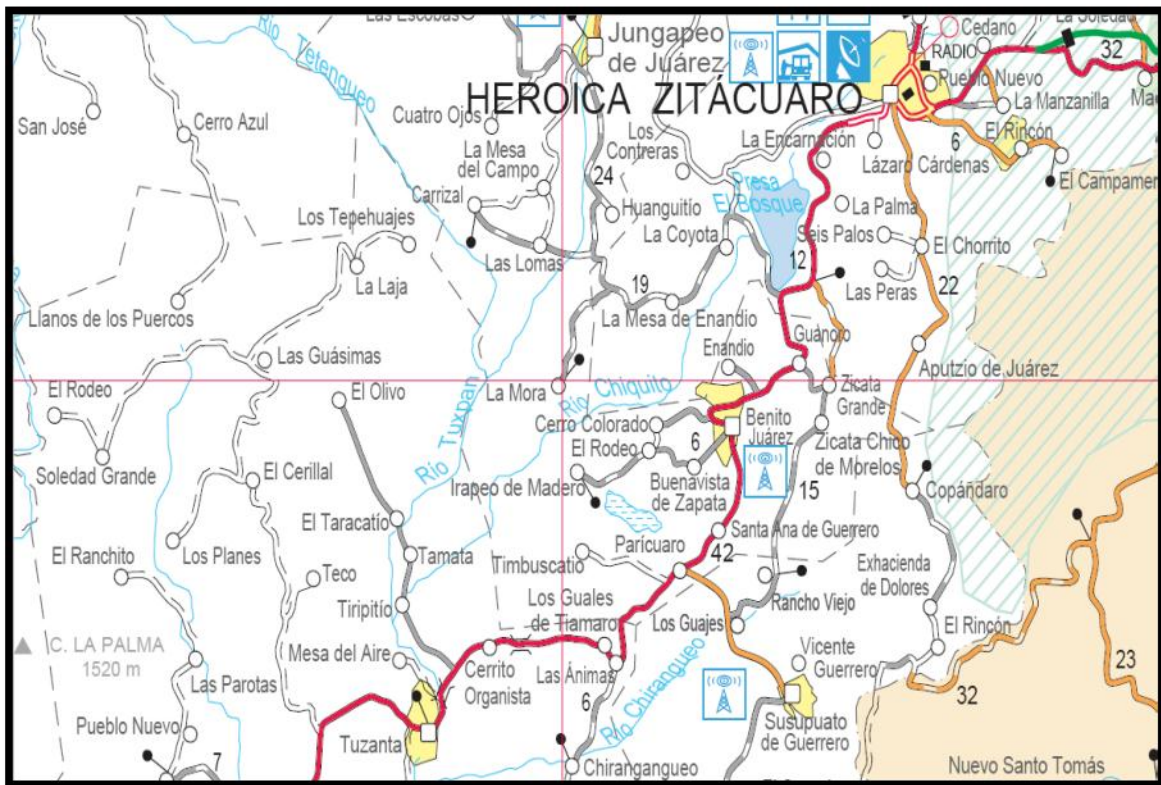 Las Escobas
Río Tetengueo
Jungapeo
de Juárez
Cedano
La Soledad
RADIO
32
Pueblo Nuevo
HEROICA ZITÁCUARO
La Manzanilla
San José
Cerro Azul
Cuatro Ojos
Los
Contreras
La Encarnación
6
El Rincón
La Mesa
del Campo
Lázaro Cárdenas
El Campamen
Carrizal
24
Presa
El Bosque
Huanguitío
La Palma
Los Tepehuajes
La Coyota
Seis Palos
El Chorrito
Las Lomas
12
La Laja
19
Las Peras
22
Llanos de los Puercos
La Mesa de Enandio
Guanoro
Las Guásimas
Enandio
Aputzio de Juárez
El Rodeo
El Olivo
La Mora
Río Chiquito
Zicata
Grande
Río Tuxpan
Cerro Colorado
Benito
Juárez
Soledad Grande
El Rodeo
6
Zicata Chico
de Morelos
El Cerillal
Irapeo de Madero
Buenavista
de Zapata
15
Copándaro
El Taracatío
Santa Ana de Guerrero
El Ranchito
Los Planes
Tamata
Parícuaro
42
Timbuscatío
Exhacienda
de Dolores
Teco
Rancho Viejo
Tiripitío
Los Guales
de Tiamaro
Los Guajes
El Rincón
C. LA PALMA
1520 m
Mesa del Aire
Vicente
Guerrero
Cerrito
Organista
Las Ánimas
23
Las Parotas
32
6
Río Chirangueo
Pueblo Nuevo
Tuzanta
Susupuato
de Guerrero
7
Chirangangueo
Nuevo Santo Tomás